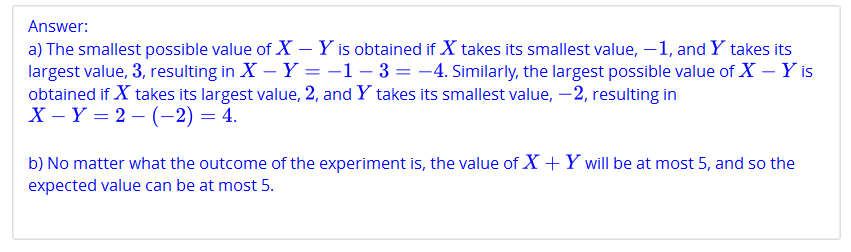 Answer:
a) The smallest possible value of X − Y is obtained if X takes its smallest value, −1, and Y takes its
largest value, 3, resulting in X − Y = −1 − 3 = −4. Similarly, the largest possible value of X − Y is
obtained if X takes its largest value, 2, and Y takes its smallest value, −2, resulting in
X − Y = 2 − (−2) = 4.
b) No matter what the outcome of the experiment is, the value of X + Y will be at most 5, and so the
expected value can be at most 5.